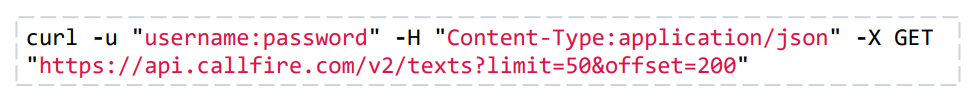 curl -u "username:password" -H "Content-Type:application/json" -X GET
"https://api.callfire.com/v2/texts?limit=50&offset=200"